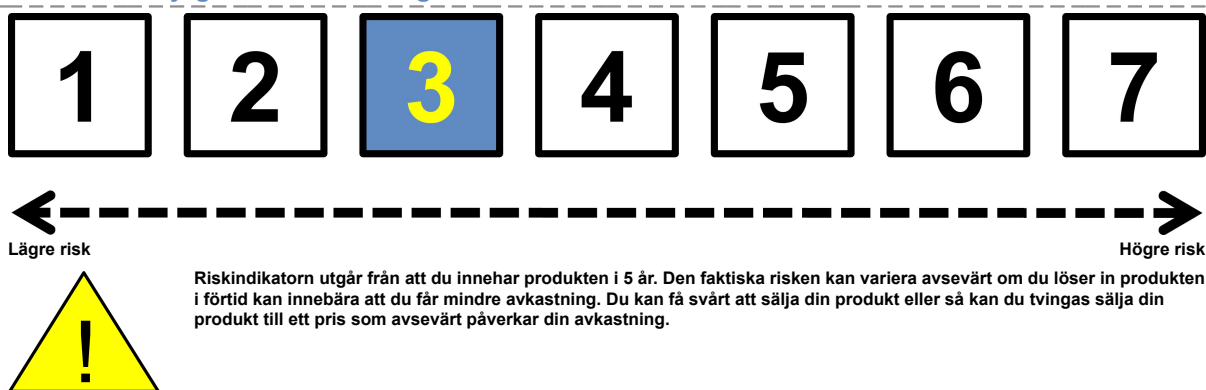 1 2 3 4 5 6 7
Lägre risk Högre risk
Riskindikatorn utgår från att du innehar produkten i 5 år. Den faktiska risken kan variera avsevärt om du löser in produkten
i förtid kan innebära att du får mindre avkastning. Du kan få svårt att sälja din produkt eller så kan du tvingas sälja din
produkt till ett pris som avsevärt påverkar din avkastning.
!